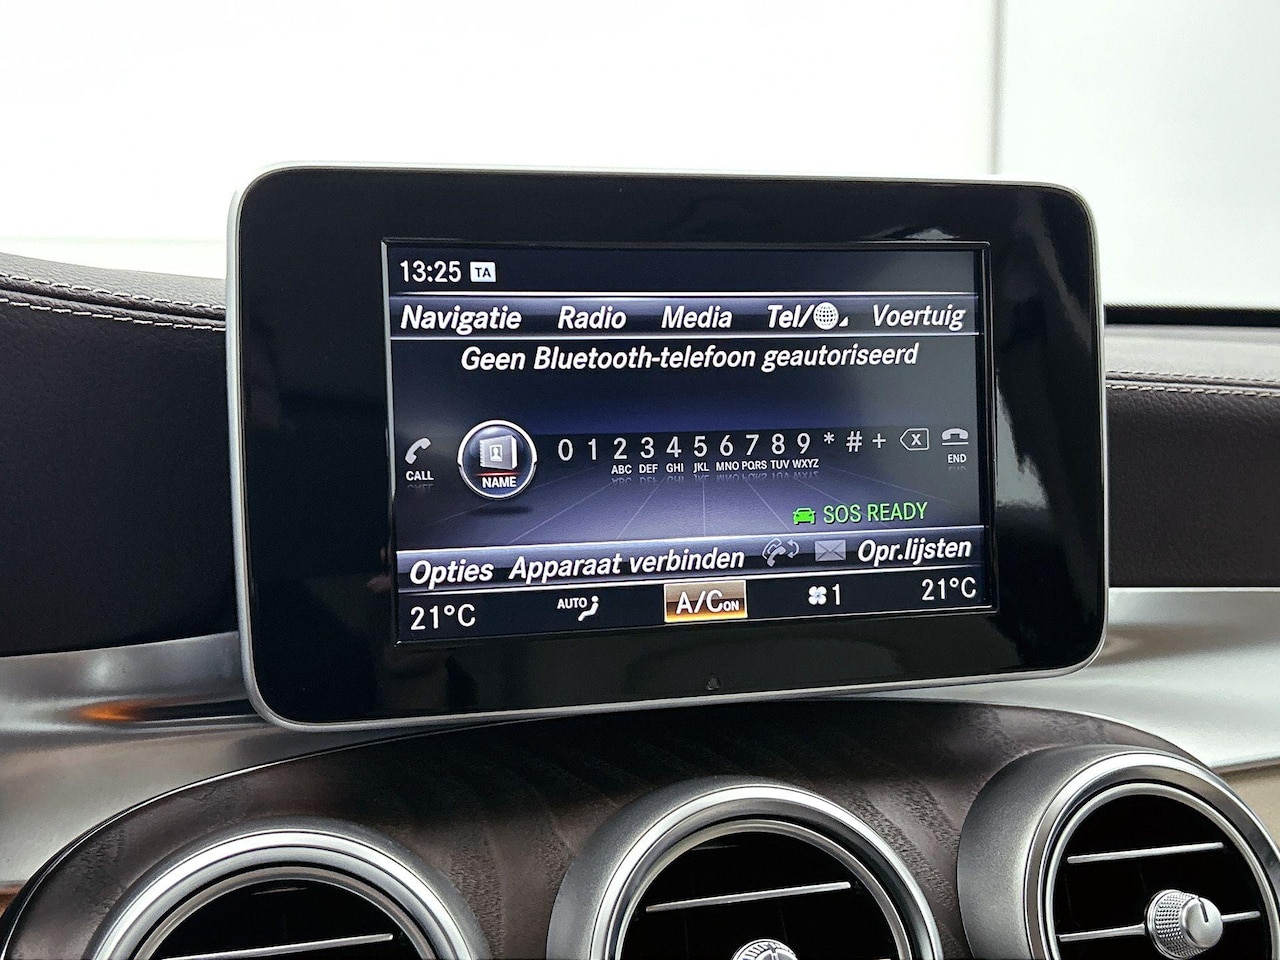 13:25 TA
Navigatie Radio Media Tel/ Voertuig
Geen Bluetooth-telefoon geautoriseerd
0 1 2 3 4 5 6 7 8 9 * # +
ABC DEF GHI JKL MNO PQRS TUV WXYZ
CALL NAME END
SOS READY
Opties Apparaat verbinden Opr.lijsten
21°C AUTO A/C ON 1 21°C